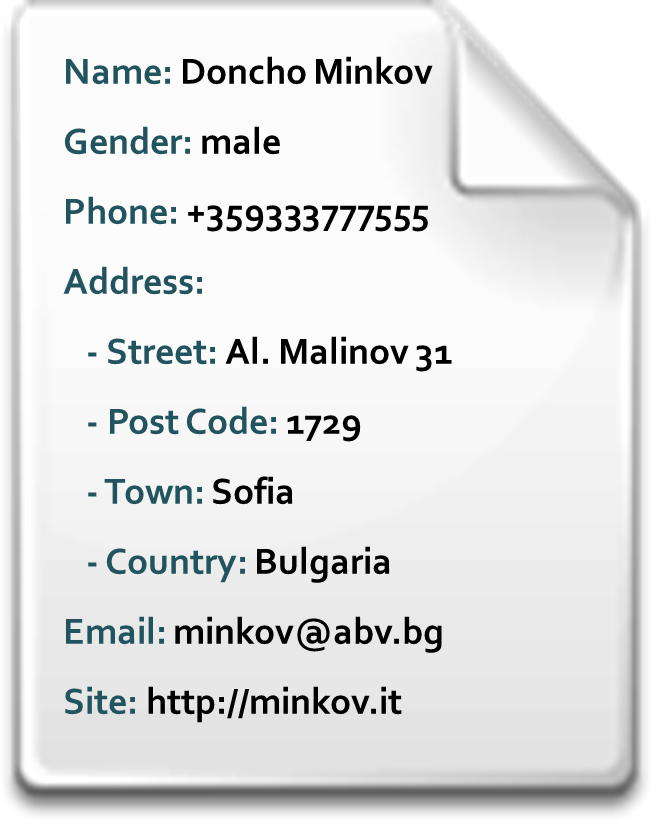 Name: Doncho Minkov
Gender: male
Phone: +359333777555
Address:
- Street: Al. Malinov 31
- Post Code: 1729
- Town: Sofia
- Country: Bulgaria
Email: minkov@abv.bg
Site: http://minkov.it